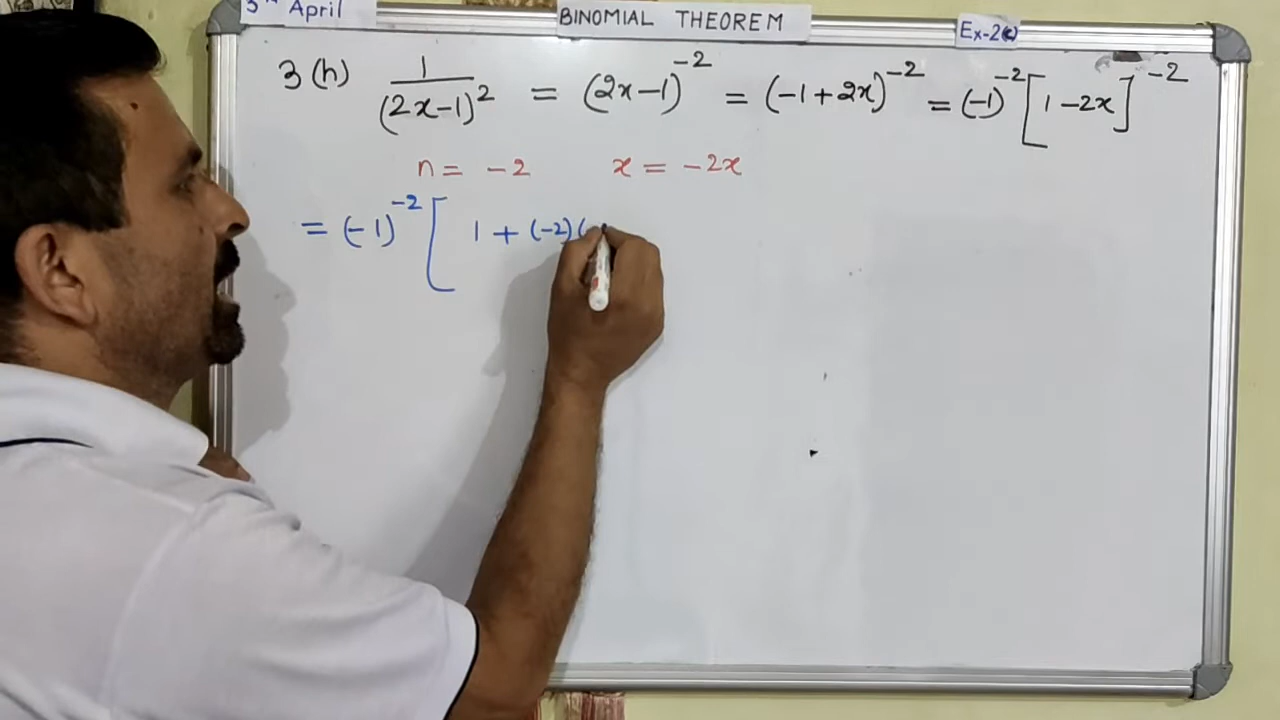 5th April
BINOMIAL THEOREM
Ex-2(c)
3(h) 1/(2x-1)² = (2x-1)⁻² = (-1+2x)⁻² = (-1)⁻² [1-2x]⁻²
n = -2 x = -2x
= (-1)⁻² [ 1 + (-2)(